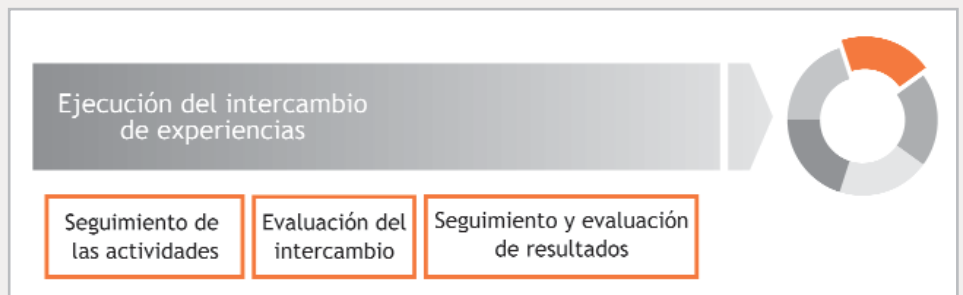 Ejecución del intercambio
de experiencias
Seguimiento de
las actividades
Evaluación del
intercambio
Seguimiento y evaluación
de resultados